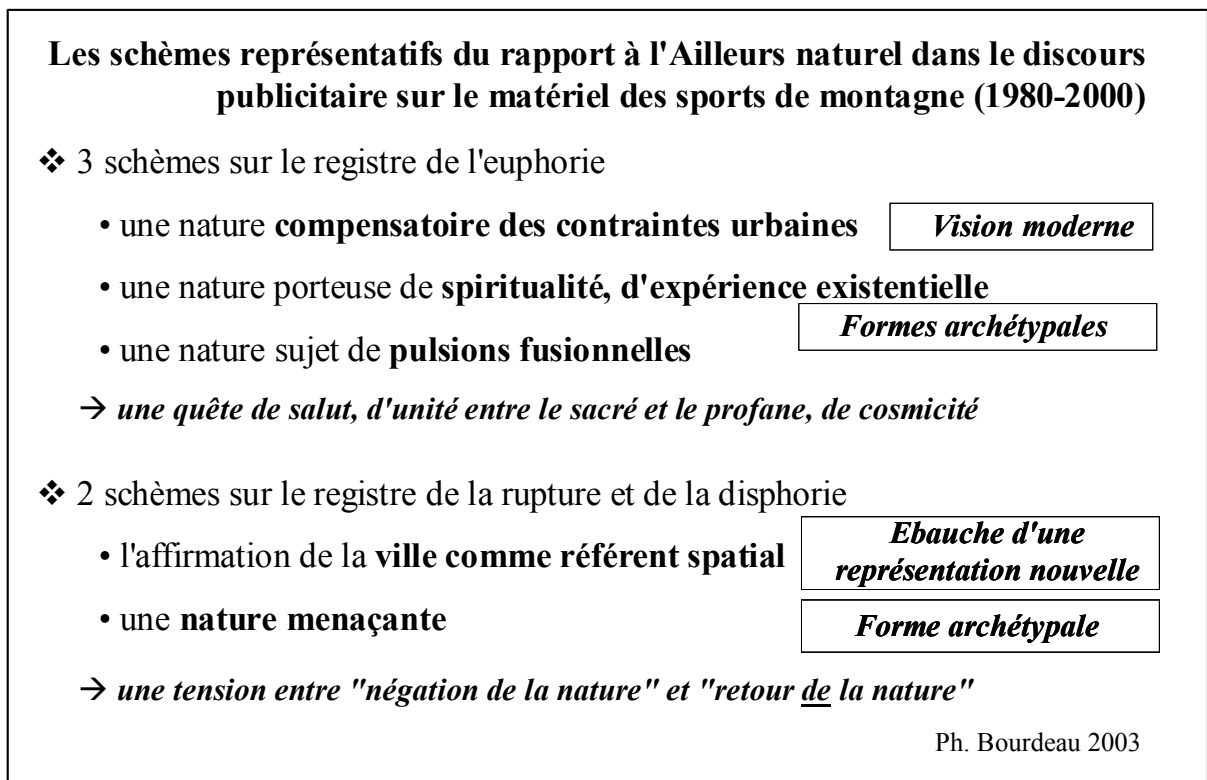 Les schèmes représentatifs du rapport à l'Ailleurs naturel dans le discours
publicitaire sur le matériel des sports de montagne (1980-2000)
❖ 3 schèmes sur le registre de l'euphorie
• une nature compensatoire des contraintes urbaines
Vision moderne
• une nature porteuse de spiritualité, d'expérience existentielle
Formes archétypales
• une nature sujet de pulsions fusionnelles
→ une quête de salut, d'unité entre le sacré et le profane, de cosmicité
❖ 2 schèmes sur le registre de la rupture et de la disphorie
• l'affirmation de la ville comme référent spatial
Ebauche d'une
représentation nouvelle
• une nature menaçante
Forme archétypale
→ une tension entre "négation de la nature" et "retour de la nature"
Ph. Bourdeau 2003